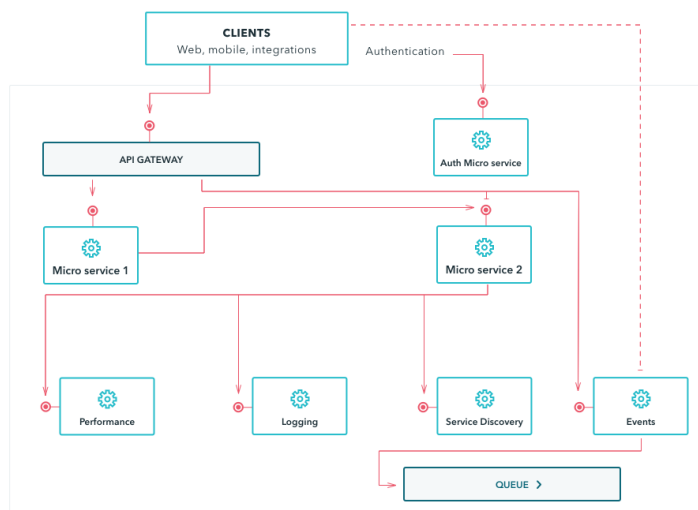 CLIENTS
Web, mobile, integrations
Authentication
API GATEWAY
Auth Micro service
Micro service 1
Micro service 2
Performance
Logging
Service Discovery
Events
QUEUE